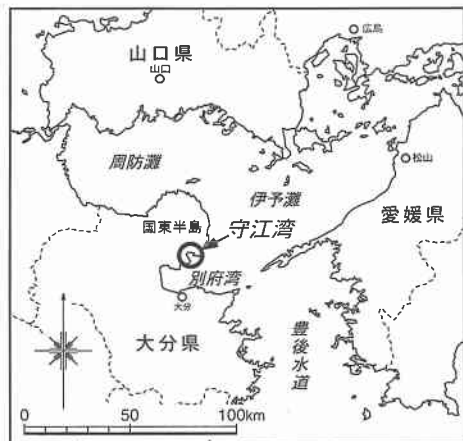 広島
山口県
山口
松山
周防灘
伊予灘
愛媛県
国東半島
守江湾
別府湾
大分
大分県
豊後水道
0 50 100km